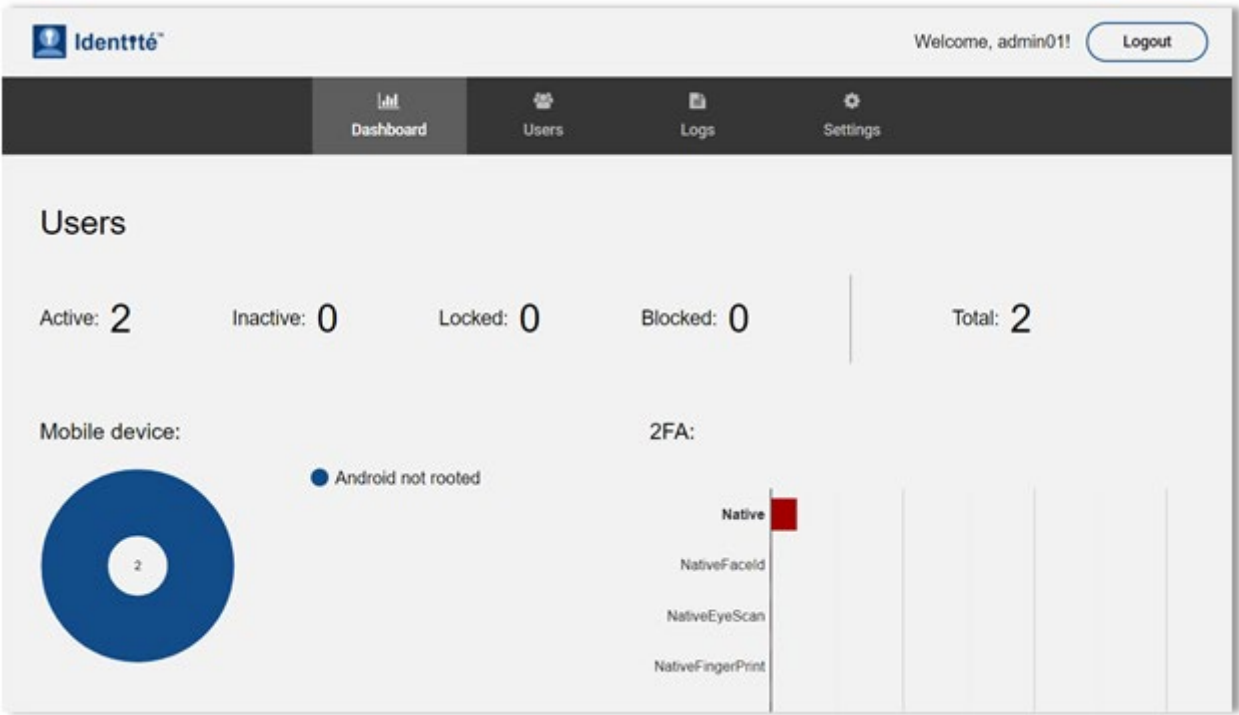 Identité™
Welcome, admin01!
Logout
Dashboard
Users
Logs
Settings
Users
Active: 2
Inactive: 0
Locked: 0
Blocked: 0
Total: 2
Mobile device:
2
Android not rooted
2FA:
Native
NativeFaceId
NativeEyeScan
NativeFingerPrint